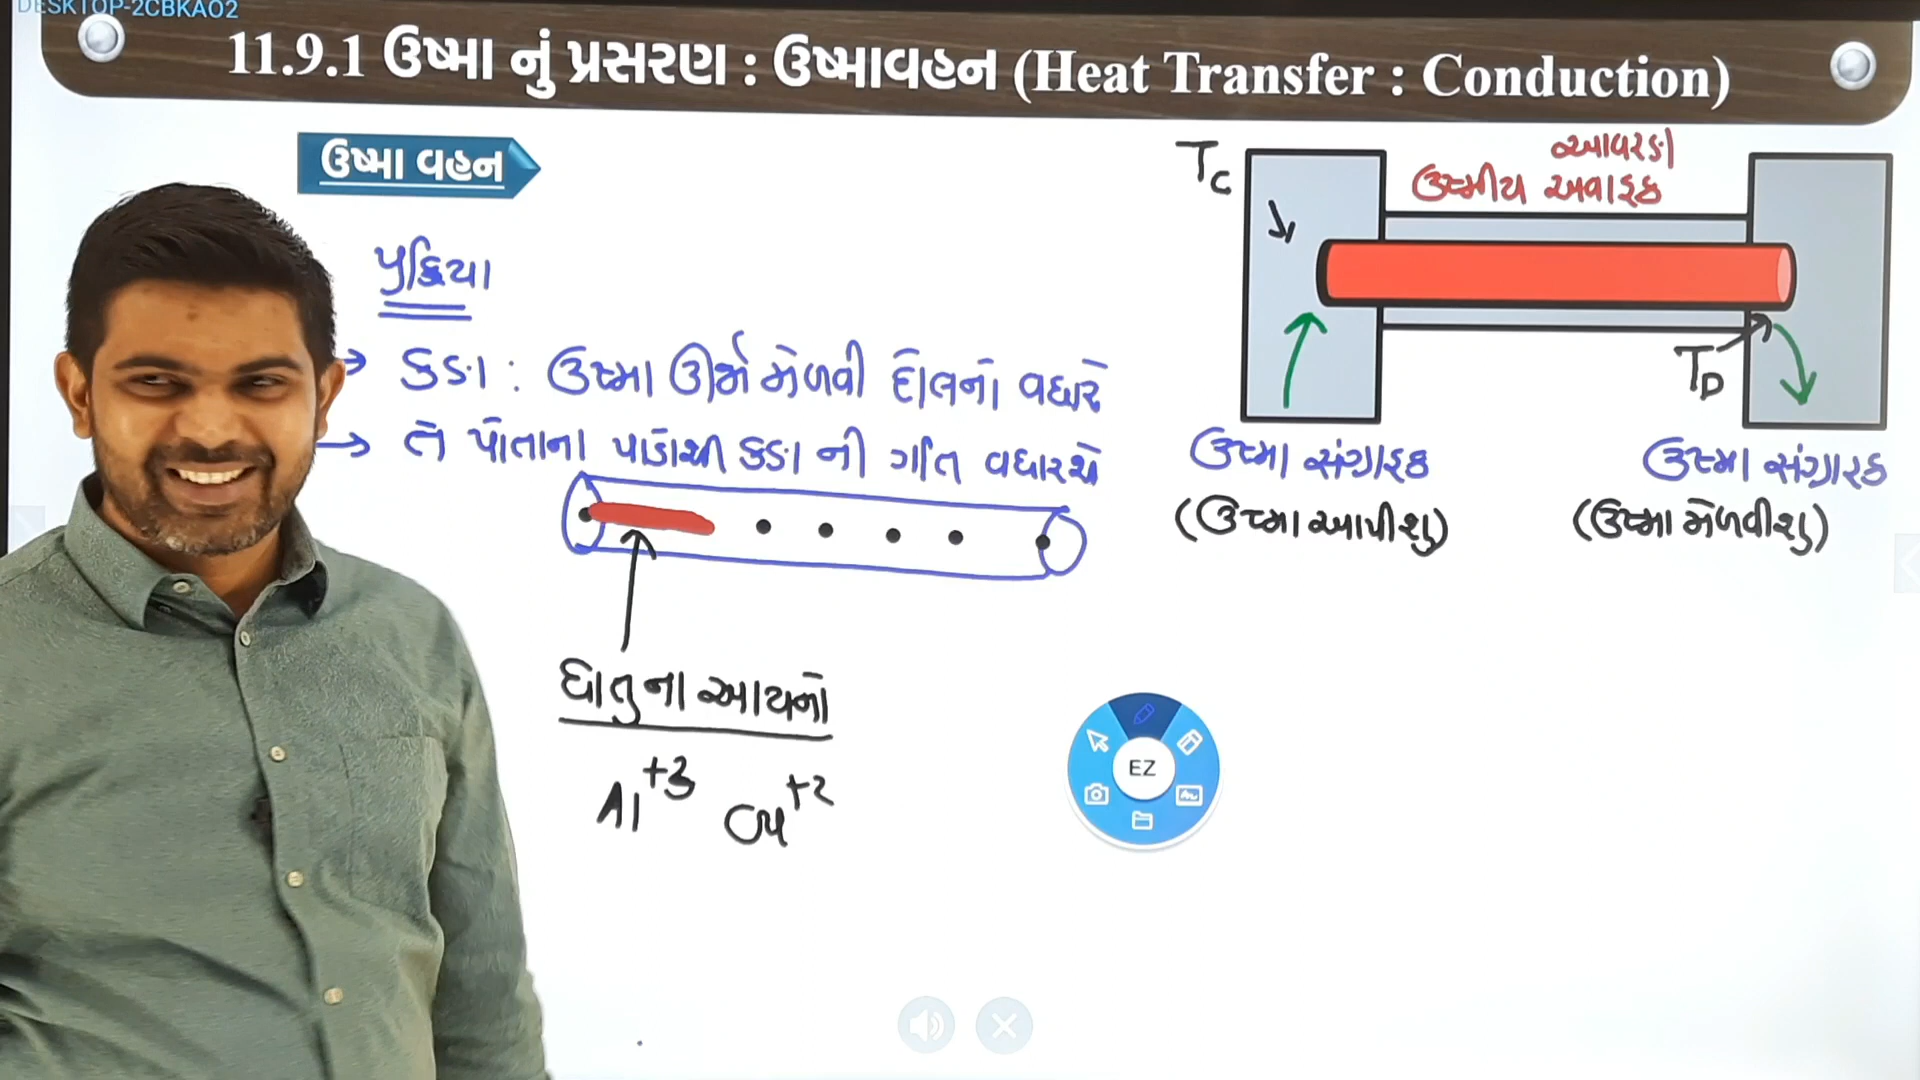 DESKTOP-2CBKAO2
11.9.1 ઉષ્મા નું પ્રસરણ : ઉષ્માવહન (Heat Transfer : Conduction)
ઉષ્મા વહન
પ્રક્રિયા
→ કણ : ઉષ્મા ઊર્જા મેળવી દોલનો વધારે
→ તે પોતાના પાડોશી કણ ની ગતિ વધારશે
ધાતુના આયનો
Al+3 Cu+2
TC
આવરણ
ઉષ્મીય અવાહક
TD
ઉષ્મા સંગ્રાહક
(ઉષ્મા આપીશુ)
ઉષ્મા સંગ્રાહક
(ઉષ્મા મેળવીશુ)
EZ